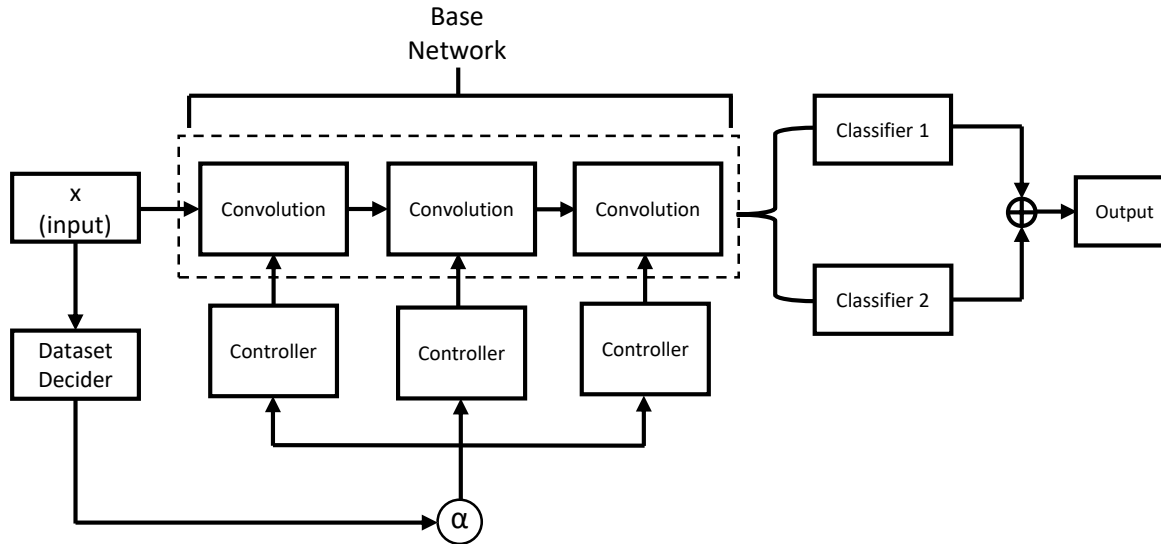 Base
Network
Classifier 1
x
(input)
Convolution
Convolution
Convolution
Output
Classifier 2
Dataset
Decider
Controller
Controller
Controller
α